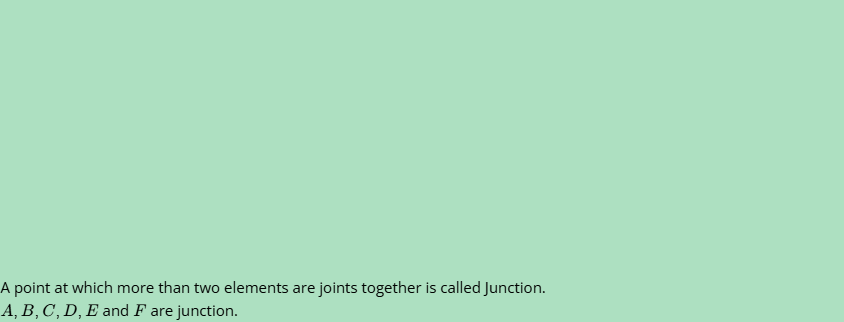 A point at which more than two elements are joints together is called Junction.
A, B, C, D, E and F are junction.